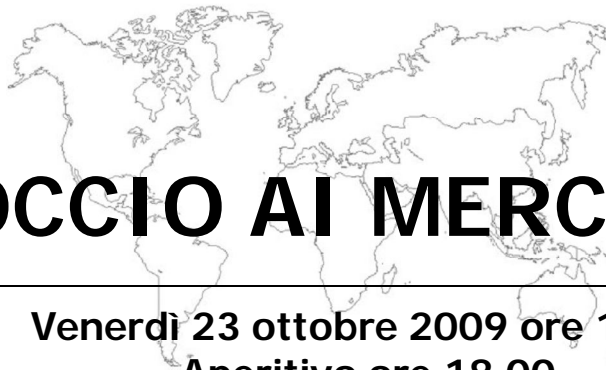 OCCIO AI MERC
Venerdì 23 ottobre 2009 ore 1
Aperitivo ore 18.00